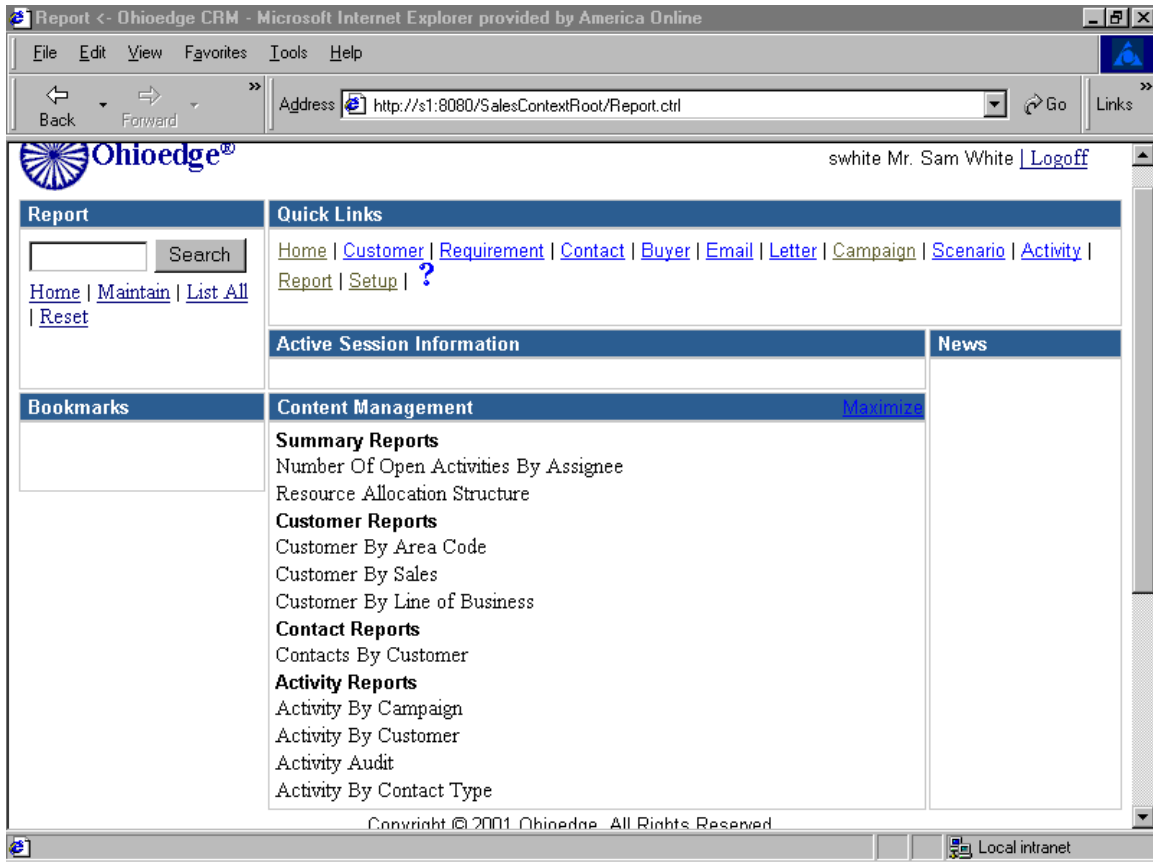 Report <- Ohioedge CRM - Microsoft Internet Explorer provided by America Online
File Edit View Favorites Tools Help
Back Forward » Address http://s1:8080/SalesContextRoot/Report.ctrl Go Links »
Ohioedge®
swhite Mr. Sam White | Logoff
Report
Search
Home | Maintain | List All
| Reset
Quick Links
Home | Customer | Requirement | Contact | Buyer | Email | Letter | Campaign | Scenario | Activity |
Report | Setup | ?
Active Session Information
News
Bookmarks
Content Management Maximize
Summary Reports
Number Of Open Activities By Assignee
Resource Allocation Structure
Customer Reports
Customer By Area Code
Customer By Sales
Customer By Line of Business
Contact Reports
Contacts By Customer
Activity Reports
Activity By Campaign
Activity By Customer
Activity Audit
Activity By Contact Type
Copyright © 2001 Ohioedge. All Rights Reserved
Local intranet